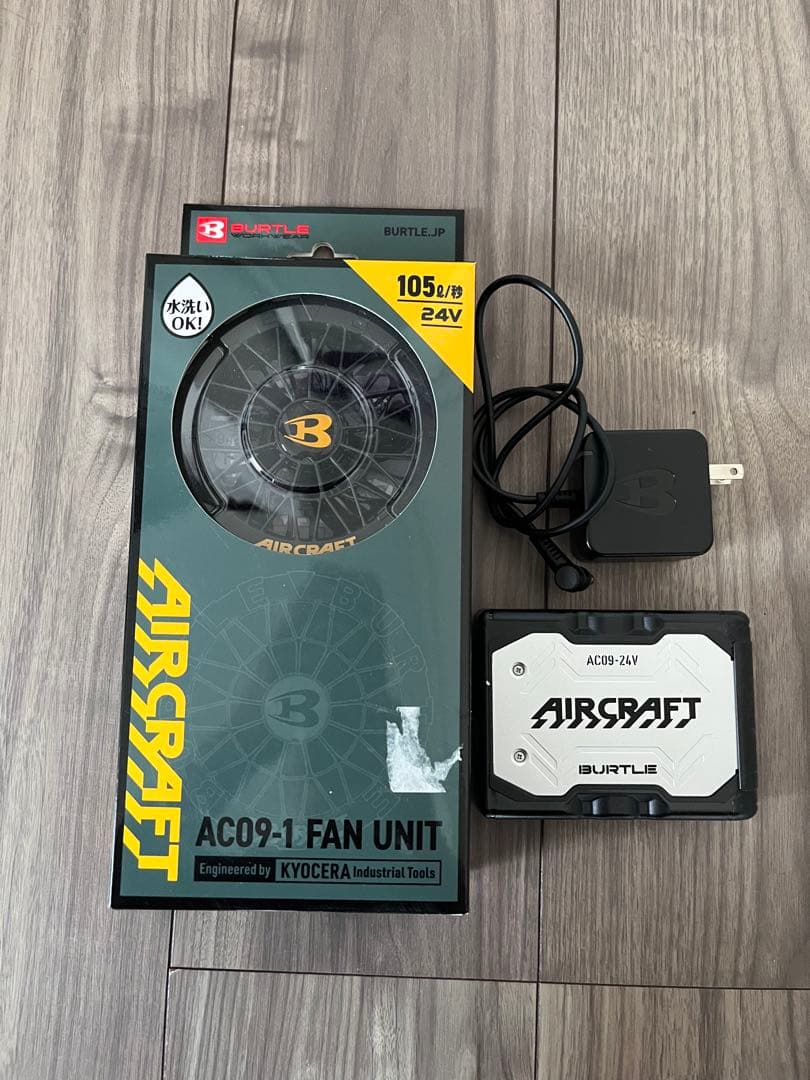 BURTLE
WORKWEAR
BURTLE.JP
水洗い
OK!
105ℓ/秒
24V
B
AIRCRAFT
AIRCRAFT
AC09-1 FAN UNIT
Engineered by KYOCERA Industrial Tools
AC09-24V
AIRCRAFT
BURTLE